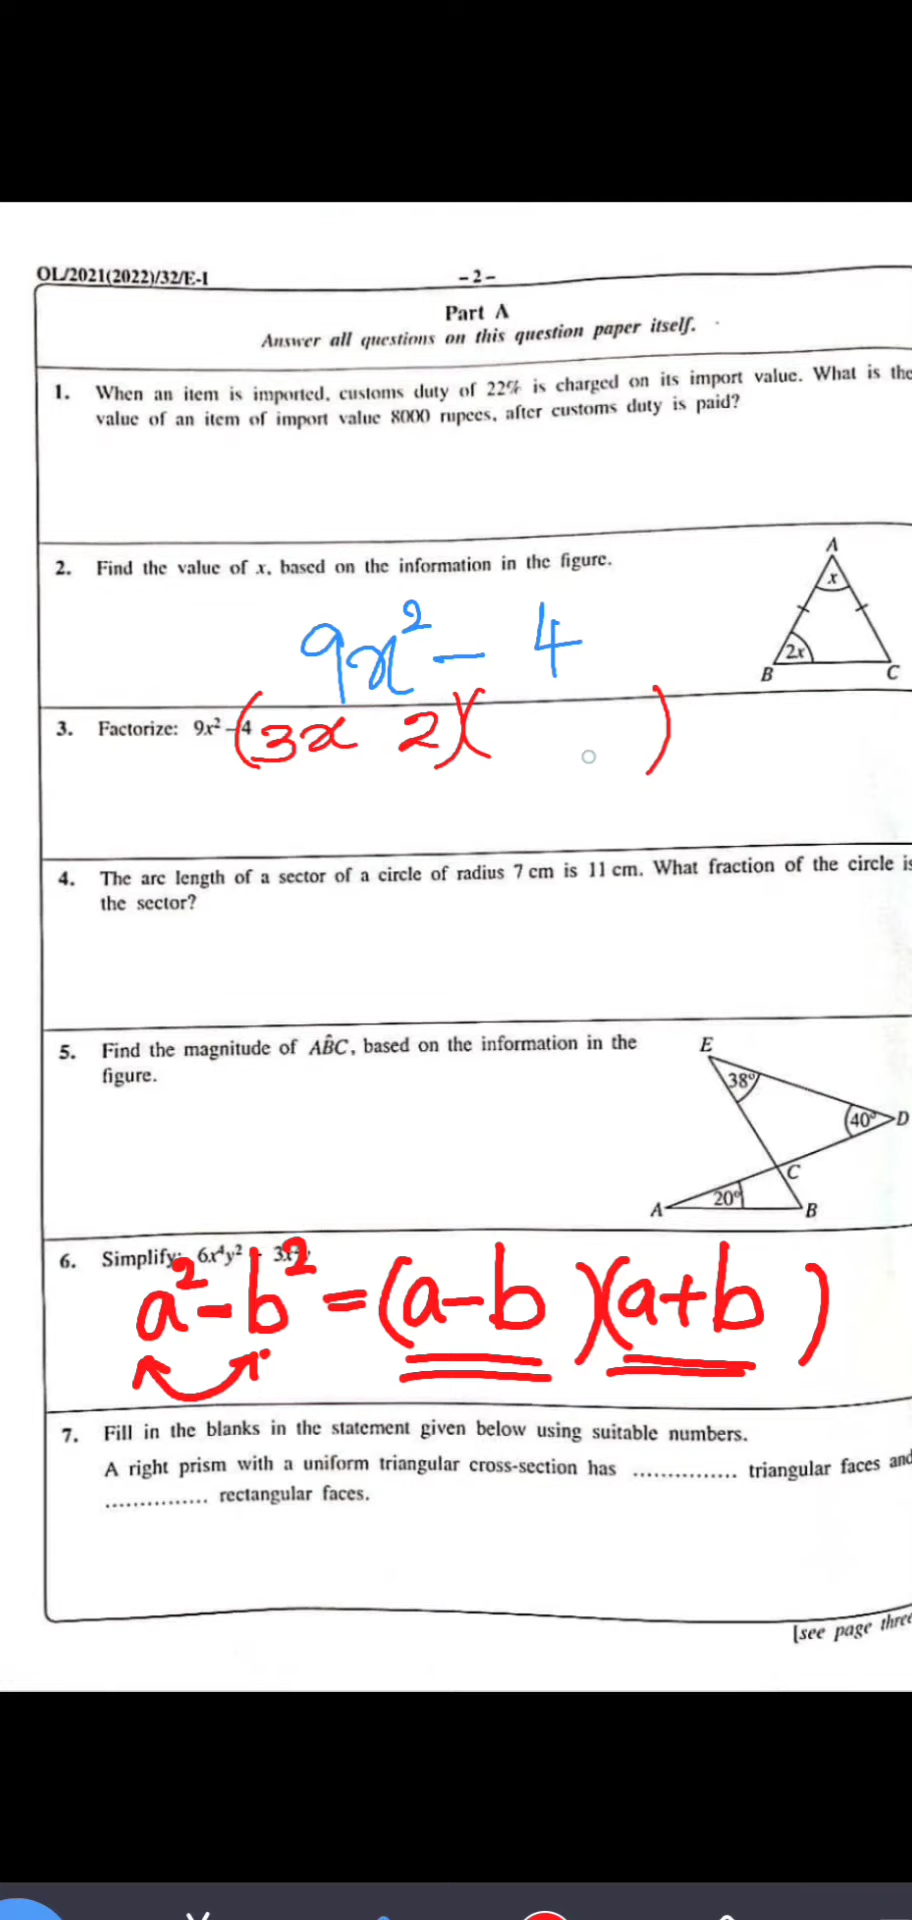 OL/2021(2022)/32/E-I
- 2 -
Part A
Answer all questions on this question paper itself.
1. When an item is imported, customs duty of 22% is charged on its import value. What is the
value of an item of import value 8000 rupees, after customs duty is paid?
2. Find the value of x, based on the information in the figure.
A
x
2x
B
C
9x² - 4
3. Factorize: 9x² - 4
(3x 2)( )
4. The arc length of a sector of a circle of radius 7 cm is 11 cm. What fraction of the circle is
the sector?
5. Find the magnitude of AB̂C, based on the information in the
figure.
E
38°
40°
D
C
20°
A
B
6. Simplify: 6x⁴y²
a² - b² = (a - b)(a + b)
7. Fill in the blanks in the statement given below using suitable numbers.
A right prism with a uniform triangular cross-section has .............. triangular faces and
.............. rectangular faces.
[see page three